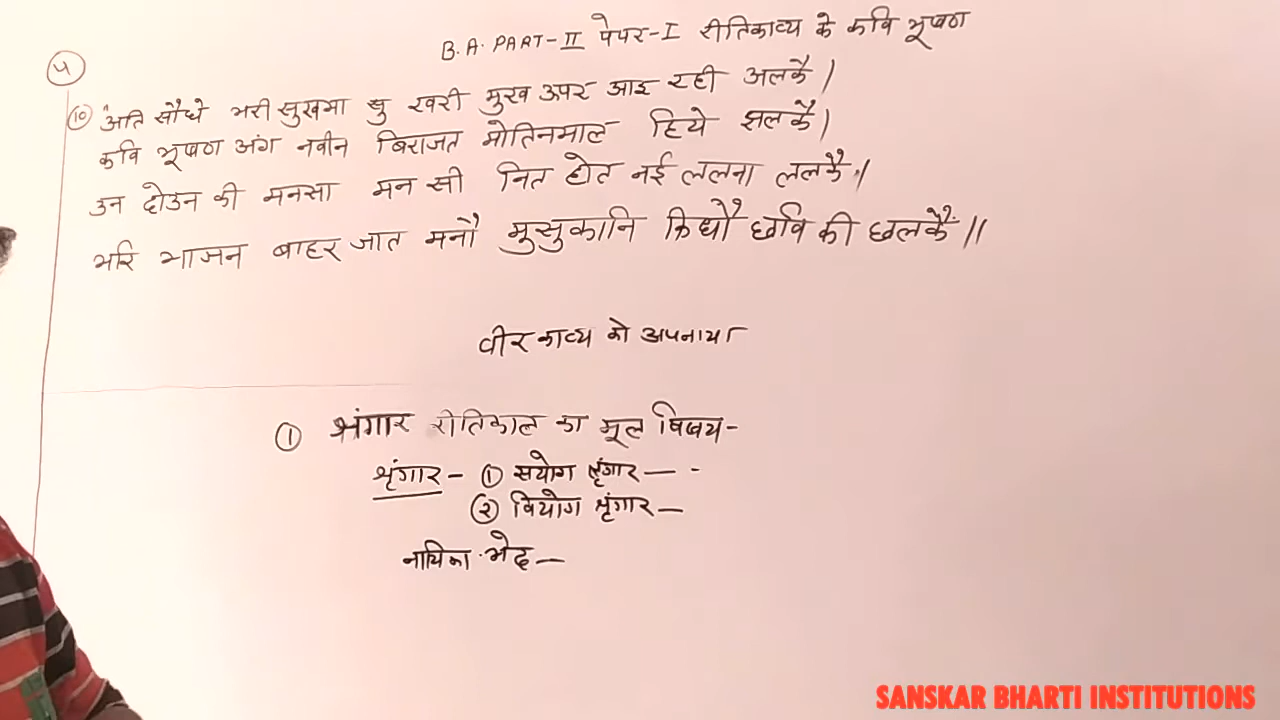 B.A. PART-II पेपर-I रीतिकाव्य के कवि भूषण
५
⑩ अति सौंधे भरी सुखमा सु खरी मुख ऊपर आइ रही अलकै।
कवि भूषण अंग नवीन बिराजत मोतिनमाल हिये झलकै।
उन दोउन की मनसा मन सी नित होत नई ललना ललकै।
भरि भाजन बाहर जात मनौ मुसुकानि किधौं छवि की छलकैं॥
वीर काव्य को अपनाया
① श्रंगार रीतिकाल का मूल विषय-
श्रृंगार - ① सयोग श्रृंगार — -
② वियोग श्रृंगार —
नायिका भेद —
SANSKAR BHARTI INSTITUTIONS